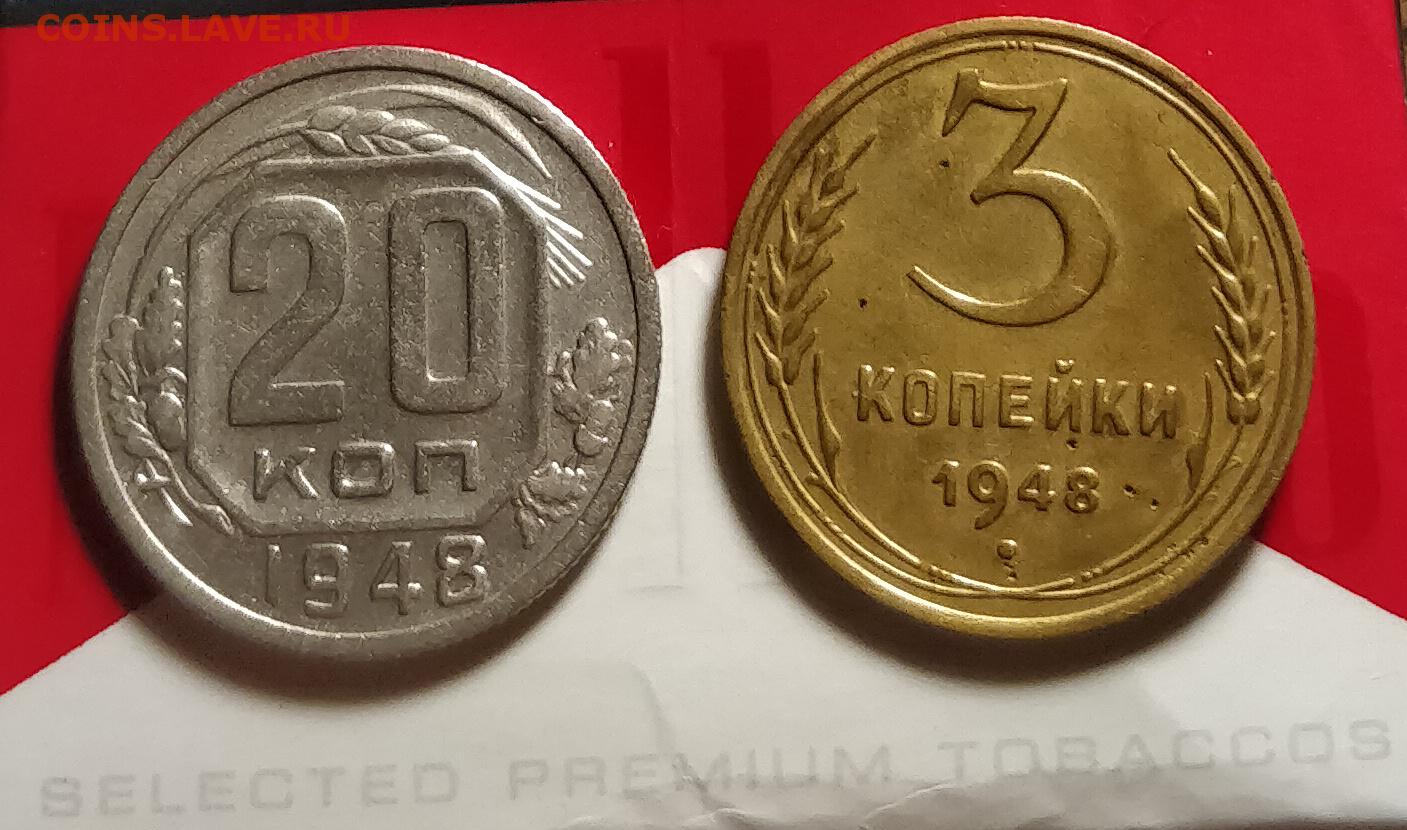 COINS.LAVE.RU
20
КОП
1948
3
КОПЕЙКИ
1948
SELECTED PREMIUM TOBACCOS